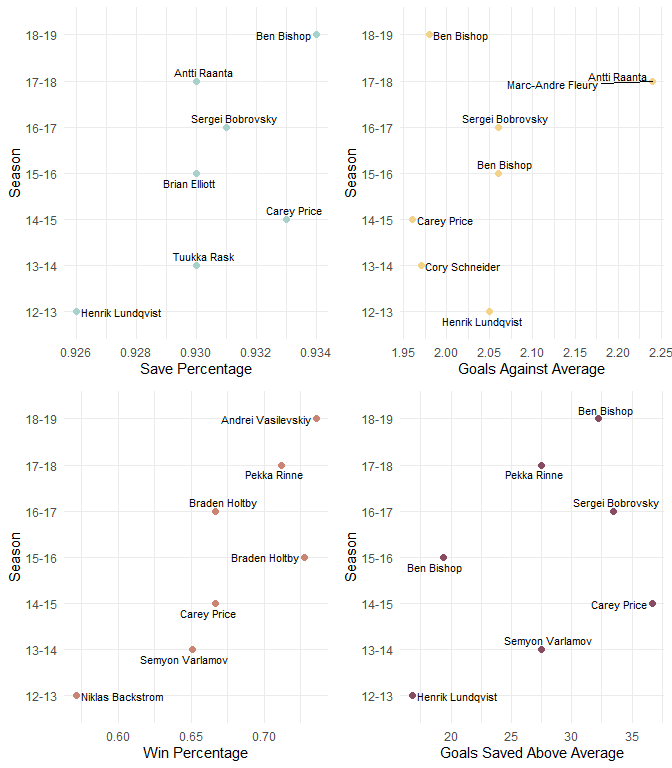 18-19
Ben Bishop
17-18
Antti Raanta
16-17
Sergei Bobrovsky
15-16
Brian Elliott
14-15
Carey Price
13-14
Tuukka Rask
12-13
Henrik Lundqvist
Season
0.926 0.928 0.930 0.932 0.934
Save Percentage
18-19
Ben Bishop
17-18
Antti Raanta
Marc-Andre Fleury
16-17
Sergei Bobrovsky
15-16
Ben Bishop
14-15
Carey Price
13-14
Cory Schneider
12-13
Henrik Lundqvist
Season
1.95 2.00 2.05 2.10 2.15 2.20 2.25
Goals Against Average
18-19
Andrei Vasilevskiy
17-18
Pekka Rinne
16-17
Braden Holtby
15-16
Braden Holtby
14-15
Carey Price
13-14
Semyon Varlamov
12-13
Niklas Backstrom
Season
0.60 0.70
Win Percentage
18-19
Ben Bishop
17-18
Pekka Rinne
16-17
Sergei Bobrovsky
15-16
Ben Bishop
14-15
Carey Price
13-14
Semyon Varlamov
12-13
Henrik Lundqvist
Season
20 25 30 35
Goals Saved Above Average